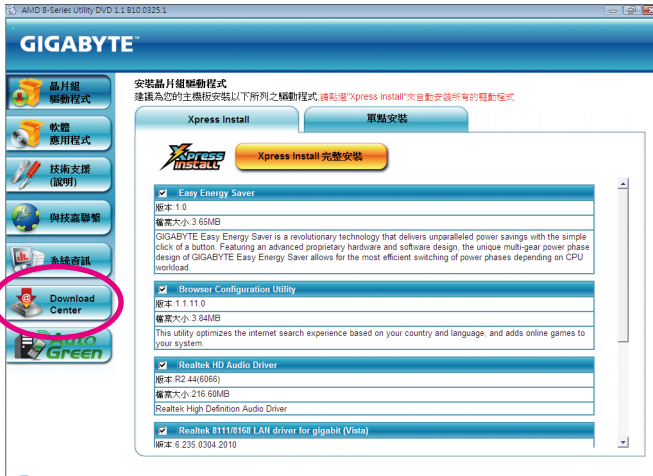 AMD 8-Series Utility DVD 1.1 B10.0325.1
GIGABYTE™
晶片組
驅動程式
軟體
應用程式
技術支援
(說明)
與技嘉聯繫
系統資訊
Download
Center
Auto
Green
安裝晶片組驅動程式
建議為您的主機板安裝以下所列之驅動程式;請點選"Xpress Install"來自動安裝所有的驅動程式
Xpress Install
單點安裝
Xpress
INSTALL
Xpress Install 完整安裝
Easy Energy Saver
版本:1.0
檔案大小:3.65MB
GIGABYTE Easy Energy Saver is a revolutionary technology that delivers unparalleled power savings with the simple
click of a button. Featuring an advanced proprietary hardware and software design, the unique multi-gear power phase
design of GIGABYTE Easy Energy Saver allows for the most efficient switching of power phases depending on CPU
workload.
Browser Configuration Utility
版本:1.1.11.0
檔案大小:3.84MB
This utility optimizes the internet search experience based on your country and language, and adds online games to
your system.
Realtek HD Audio Driver
版本:R2.44(6066)
檔案大小:216.60MB
Realtek High Definition Audio Driver
Realtek 8111/8168 LAN driver for gigabit (Vista)
版本:6.235.0304.2010